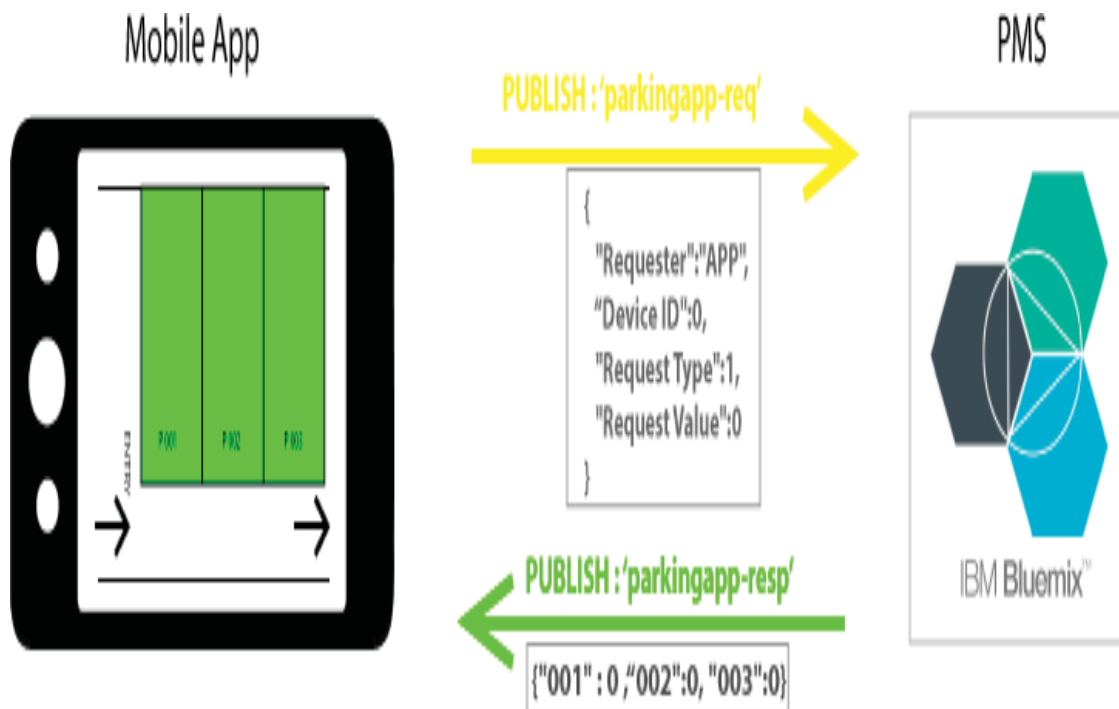 Mobile App
PMS
PUBLISH : ‘parkingapp-req’
{
"Requester":"APP",
“Device ID":0,
"Request Type":1,
"Request Value":0
}
P 001
P 002
P 003
ENTRY
PUBLISH : ‘parkingapp-resp’
{"001" : 0 ,“002":0, "003":0}
IBM Bluemix™